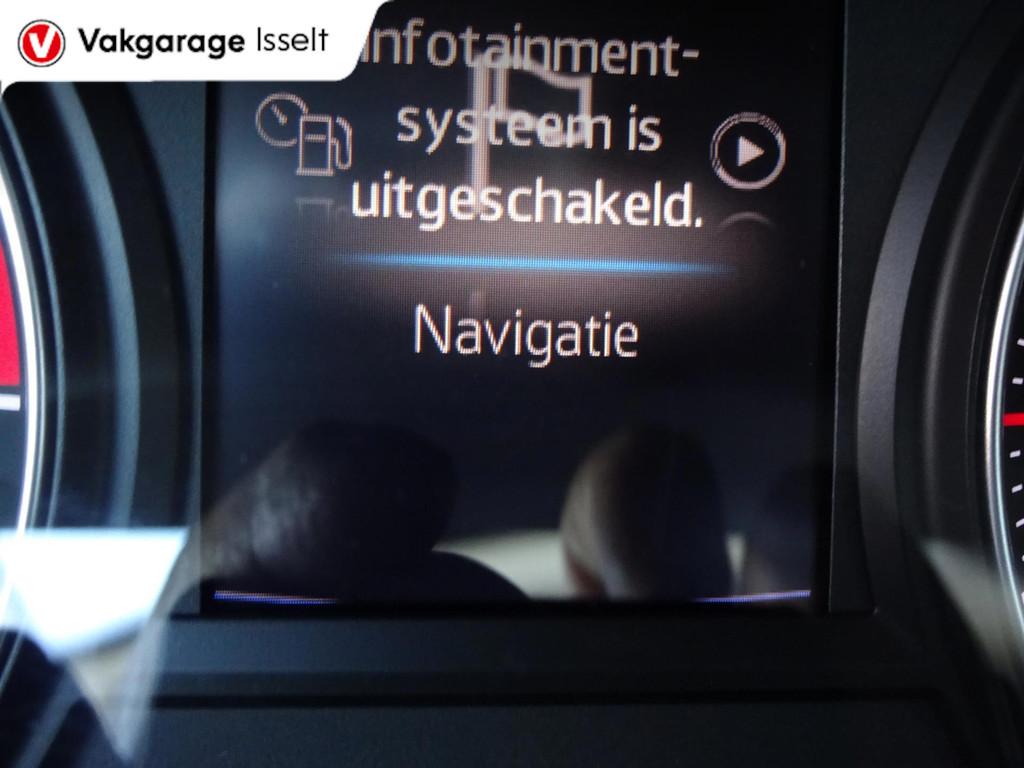 Vakgarage Isselt
Infotainment-
systeem is
uitgeschakeld.
Navigatie